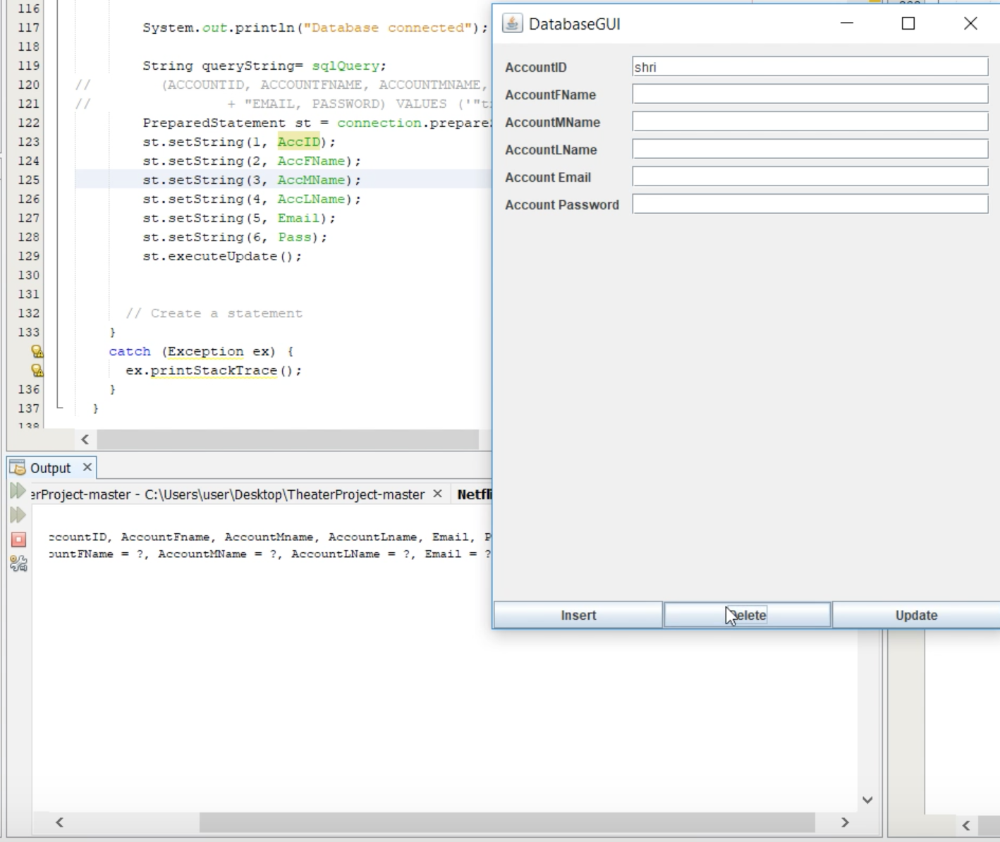 116
117 System.out.println("Database connected");
118
119 String queryString= sqlQuery;
120 // (ACCOUNTID, ACCOUNTFNAME, ACCOUNTMNAME,
121 // + "EMAIL, PASSWORD) VALUES ('"t
122 PreparedStatement st = connection.prepare
123 st.setString(1, AccID);
124 st.setString(2, AccFName);
125 st.setString(3, AccMName);
126 st.setString(4, AccLName);
127 st.setString(5, Email);
128 st.setString(6, Pass);
129 st.executeUpdate();
130
131
132 // Create a statement
133 }
catch (Exception ex) {
ex.printStackTrace();
136 }
137 }
138
Output
erProject-master - C:\Users\user\Desktop\TheaterProject-master
Netfli
ccountID, AccountFname, AccountMname, AccountLname, Email, P
ountFName = ?, AccountMName = ?, AccountLName = ?, Email = ?
DatabaseGUI
AccountID shri
AccountFName
AccountMName
AccountLName
Account Email
Account Password
Insert Delete Update